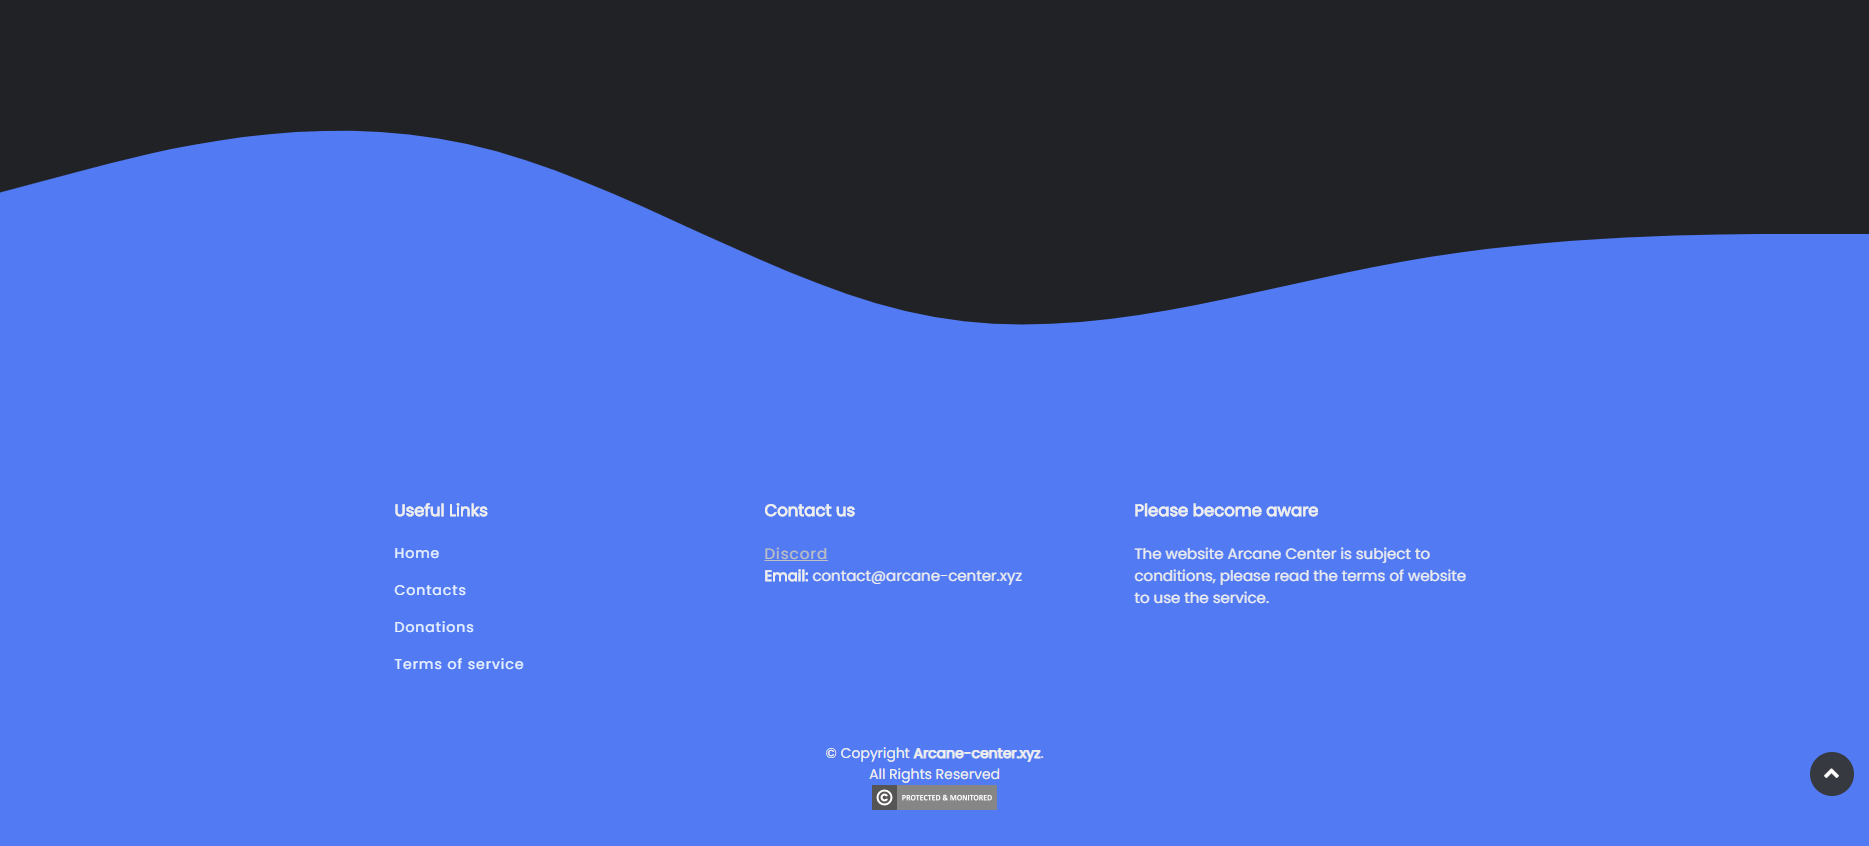 Useful Links
Home
Contacts
Donations
Terms of service
Contact us
Discord
Email: contact@arcane-center.xyz
Please become aware
The website Arcane Center is subject to
conditions, please read the terms of website
to use the service.
© Copyright Arcane-center.xyz.
All Rights Reserved
© PROTECTED & MONITORED